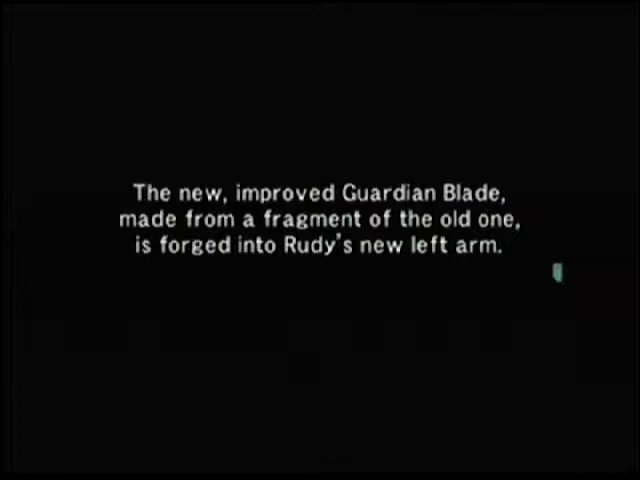 The new, improved Guardian Blade,
made from a fragment of the old one,
is forged into Rudy's new left arm.